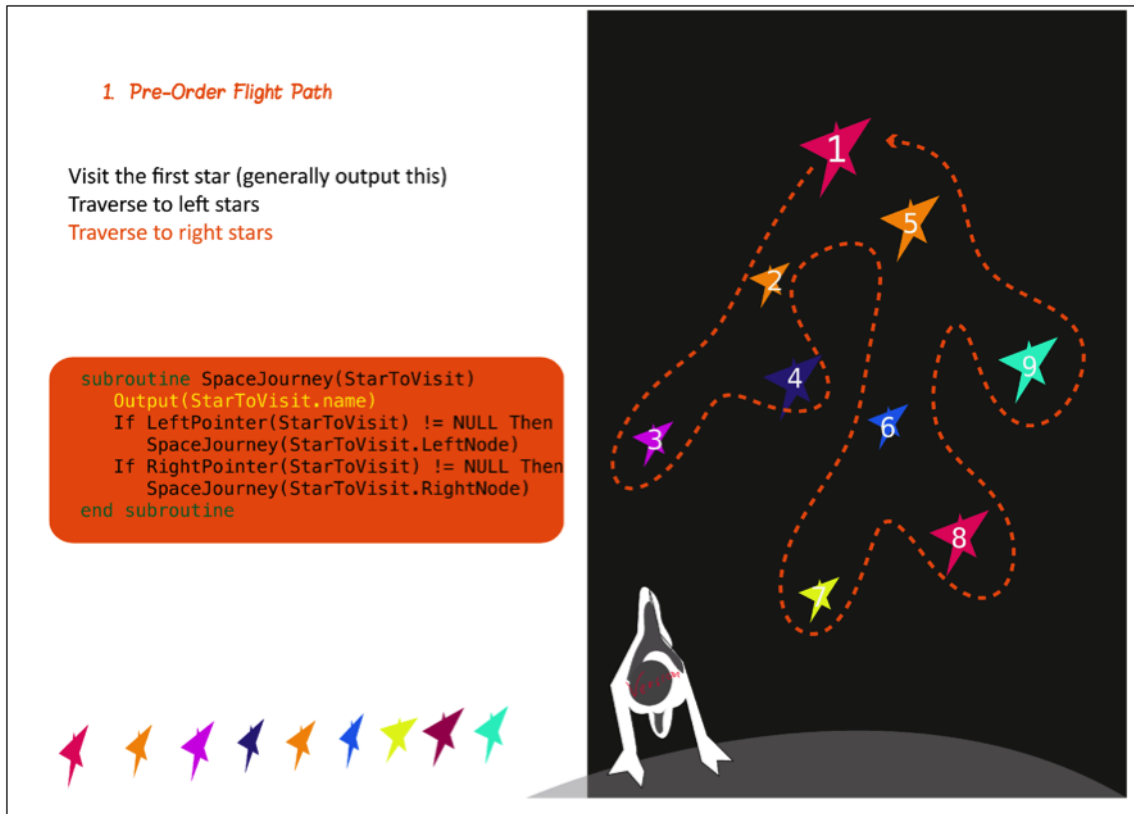 1 Pre-Order Flight Path
Visit the first star (generally output this)
Traverse to left stars
Traverse to right stars
subroutine SpaceJourney(StarToVisit)
Output(StarToVisit.name)
If LeftPointer(StarToVisit) != NULL Then
SpaceJourney(StarToVisit.LeftNode)
If RightPointer(StarToVisit) != NULL Then
SpaceJourney(StarToVisit.RightNode)
end subroutine
1
5
2
9
4
6
3
8
7